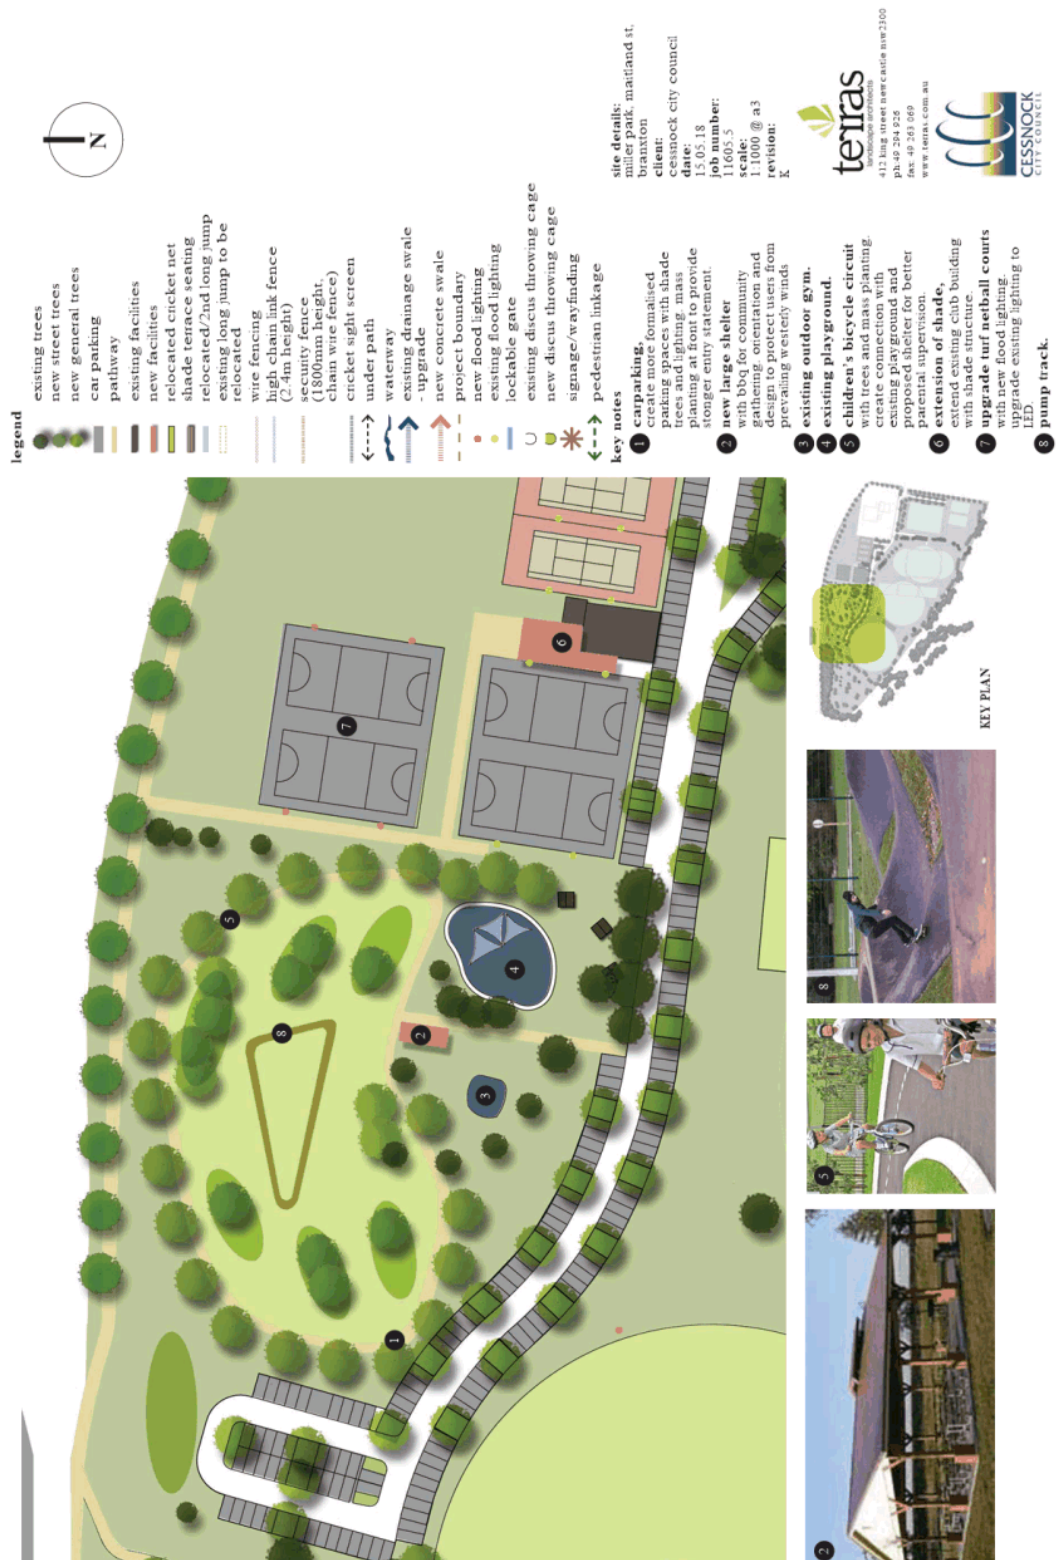 legend
existing trees
new street trees
new general trees
car parking
pathway
existing facilities
new facilities
relocated cricket net
shade terrace seating
relocated/2nd long jump
existing long jump to be
relocated
wire fencing
high chain link fence
(2.4m height)
security fence
(1800mm height,
chain wire fence)
cricket sight screen
under path
waterway
existing drainage swale
- upgrade
new concrete swale
project boundary
new flood lighting
existing flood lighting
lockable gate
existing discus throwing cage
new discus throwing cage
signage/wayfinding
pedestrian linkage
key notes
1 carparking,
create more formalised
parking spaces with shade
trees and lighting. mass
planting at front to provide
stonger entry statement.
2 new large shelter
with bbq for community
gathering orientation and
design to protect users from
prevailing westerly winds
3 existing outdoor gym.
4 existing playground.
5 children's bicycle circuit
with trees and mass planting.
create connection with
existing playground and
proposed shelter for better
parental supervision.
6 extension of shade,
extend existing club building
with shade structure.
7 upgrade turf netball courts
with new flood lighting.
upgrade existing lighting to
LED.
8 pump track.
N
site details:
miller park, maitland st,
branxton
client:
cessnock city council
date:
15.05.18
job number:
11605.5
scale:
1:1000 @ a3
revision:
K
terras
landscape architects
412 king street newcastle nsw2300
ph: 49 294 926
fax: 49 263 069
www.terras.com.au
CESSNOCK
CITY COUNCIL
1
2
3
4
5
6
7
8
2
5
8
KEY PLAN